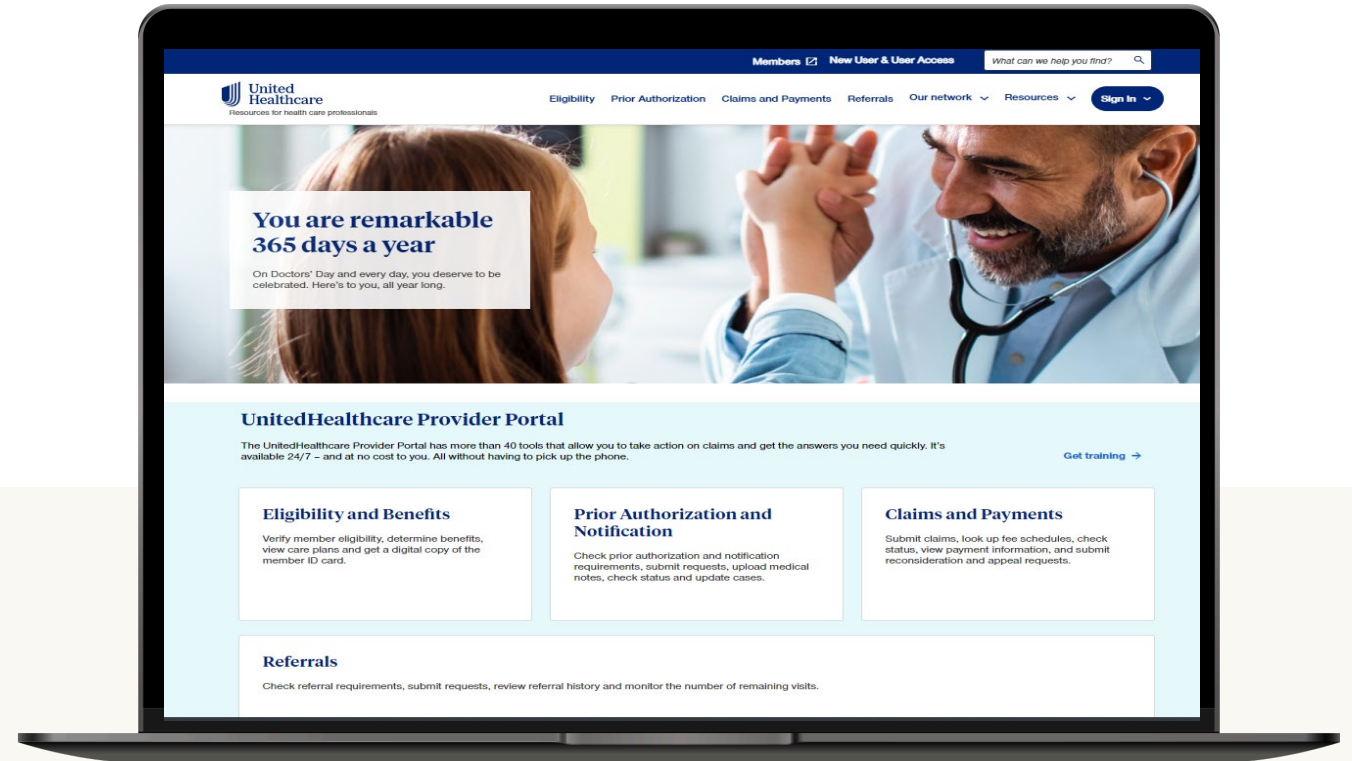 Members
New User & User Access
What can we help you find?
United
Healthcare
Resources for health care professionals
Eligibility
Prior Authorization
Claims and Payments
Referrals
Our network
Resources
Sign In
You are remarkable
365 days a year
On Doctors' Day and every day, you deserve to be
celebrated. Here's to you, all year long.
UnitedHealthcare Provider Portal
The UnitedHealthcare Provider Portal has more than 40 tools that allow you to take action on claims and get the answers you need quickly. It's
available 24/7 – and at no cost to you. All without having to pick up the phone.
Get training →
Eligibility and Benefits
Verify member eligibility, determine benefits,
view care plans and get a digital copy of the
member ID card.
Prior Authorization and
Notification
Check prior authorization and notification
requirements, submit requests, upload medical
notes, check status and update cases.
Claims and Payments
Submit claims, look up fee schedules, check
status, view payment information, and submit
reconsideration and appeal requests.
Referrals
Check referral requirements, submit requests, review referral history and monitor the number of remaining visits.